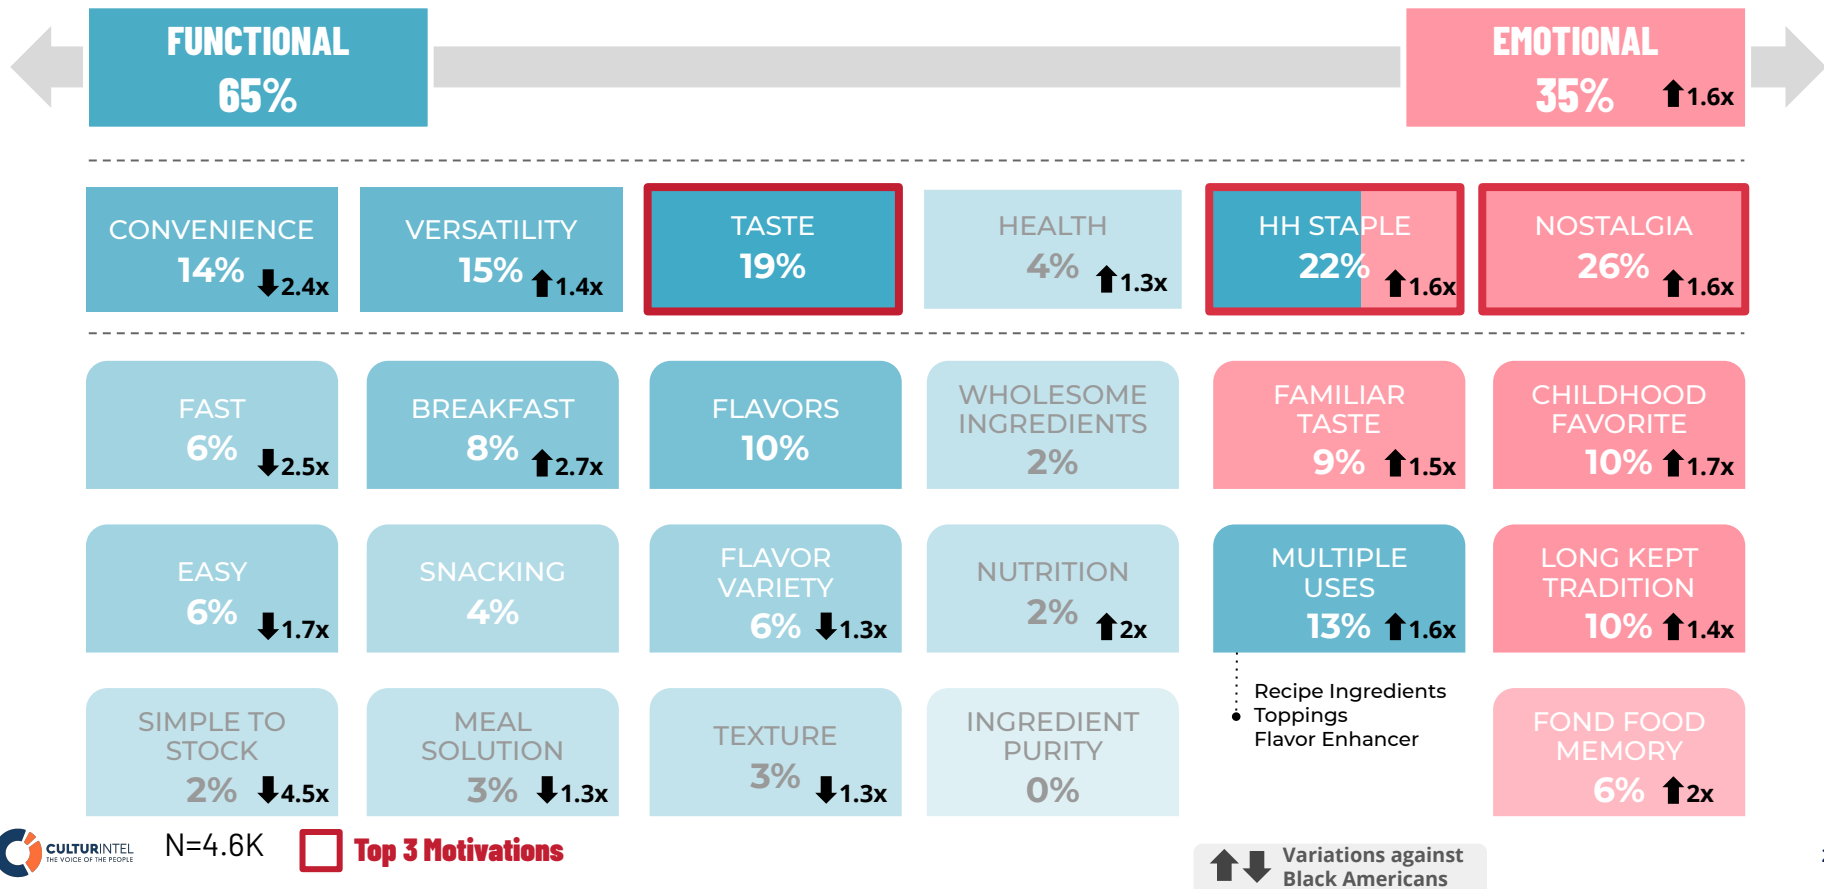 FUNCTIONAL
65%
EMOTIONAL
35%
1.6x
CONVENIENCE
14%
2.4x
VERSATILITY
15%
1.4x
TASTE
19%
HEALTH
4%
1.3x
HH STAPLE
22%
1.6x
NOSTALGIA
26%
1.6x
FAST
6%
2.5x
BREAKFAST
8%
2.7x
FLAVORS
10%
WHOLESOME
INGREDIENTS
2%
FAMILIAR
TASTE
9%
1.5x
CHILDHOOD
FAVORITE
10%
1.7x
EASY
6%
1.7x
SNACKING
4%
FLAVOR
VARIETY
6%
1.3x
NUTRITION
2%
2x
MULTIPLE
USES
13%
1.6x
LONG KEPT
TRADITION
10%
1.4x
SIMPLE TO
STOCK
2%
4.5x
MEAL
SOLUTION
3%
1.3x
TEXTURE
3%
1.3x
INGREDIENT
PURITY
0%
Recipe Ingredients
Toppings
Flavor Enhancer
FOND FOOD
MEMORY
6%
2x
CULTURINTEL
THE VOICE OF THE PEOPLE
N=4.6K
Top 3 Motivations
Variations against
Black Americans